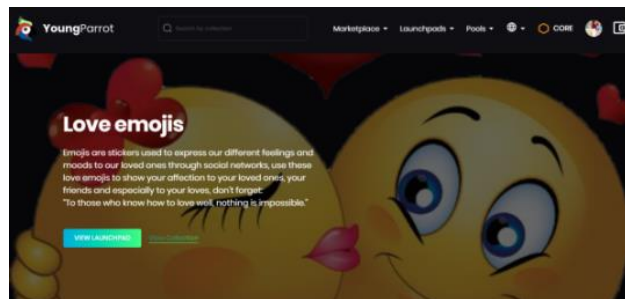 YoungParrot
Search by collection
Marketplace
Launchpads
Pools
CORE
Love emojis
Emojis are stickers used to express our different feelings and
moods to our loved ones through social networks, use these
love emojis to show your affection to your loved ones, your
friends and especially to your loves, don't forget:
"To those who know how to love well, nothing is impossible."
VIEW LAUNCHPAD
View Collection